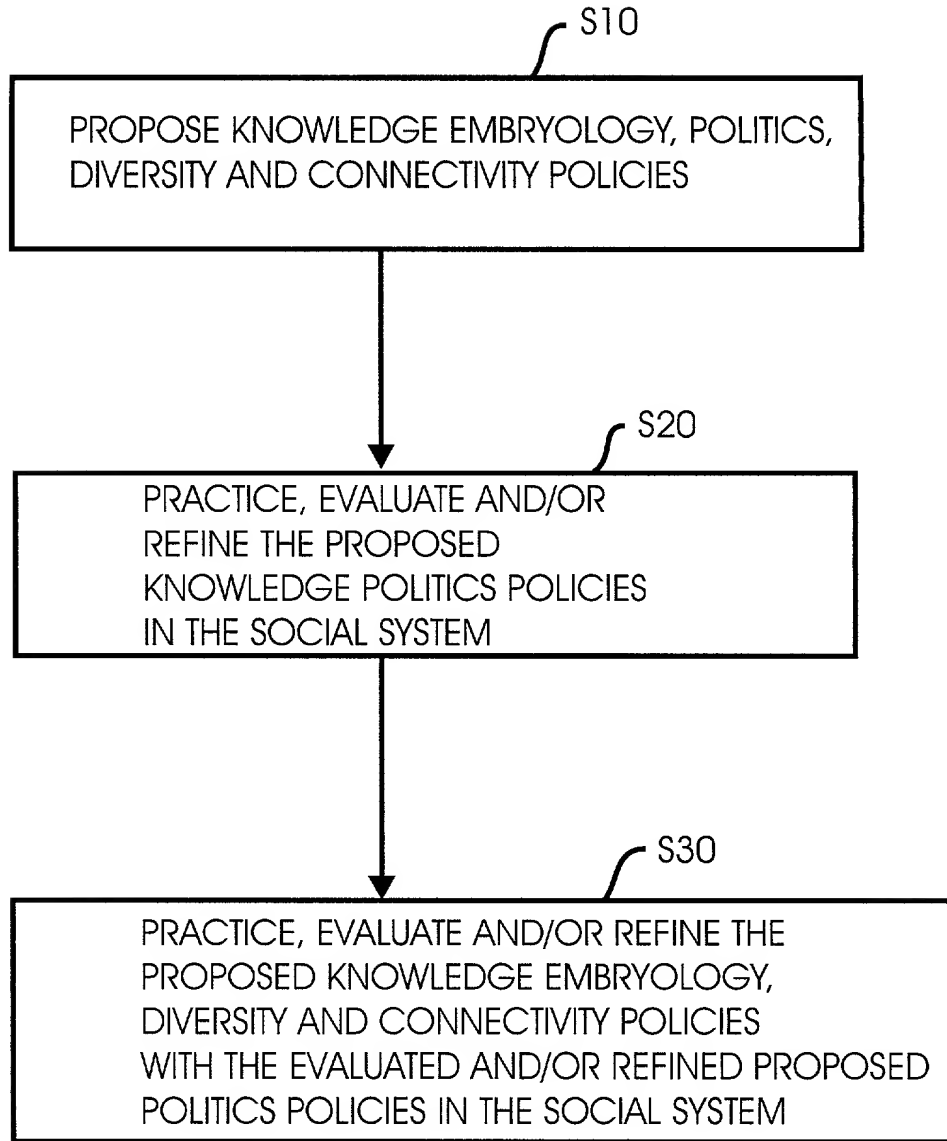 S10
PROPOSE KNOWLEDGE EMBRYOLOGY, POLITICS,
DIVERSITY AND CONNECTIVITY POLICIES
S20
PRACTICE, EVALUATE AND/OR
REFINE THE PROPOSED
KNOWLEDGE POLITICS POLICIES
IN THE SOCIAL SYSTEM
S30
PRACTICE, EVALUATE AND/OR REFINE THE
PROPOSED KNOWLEDGE EMBRYOLOGY,
DIVERSITY AND CONNECTIVITY POLICIES
WITH THE EVALUATED AND/OR REFINED PROPOSED
POLITICS POLICIES IN THE SOCIAL SYSTEM